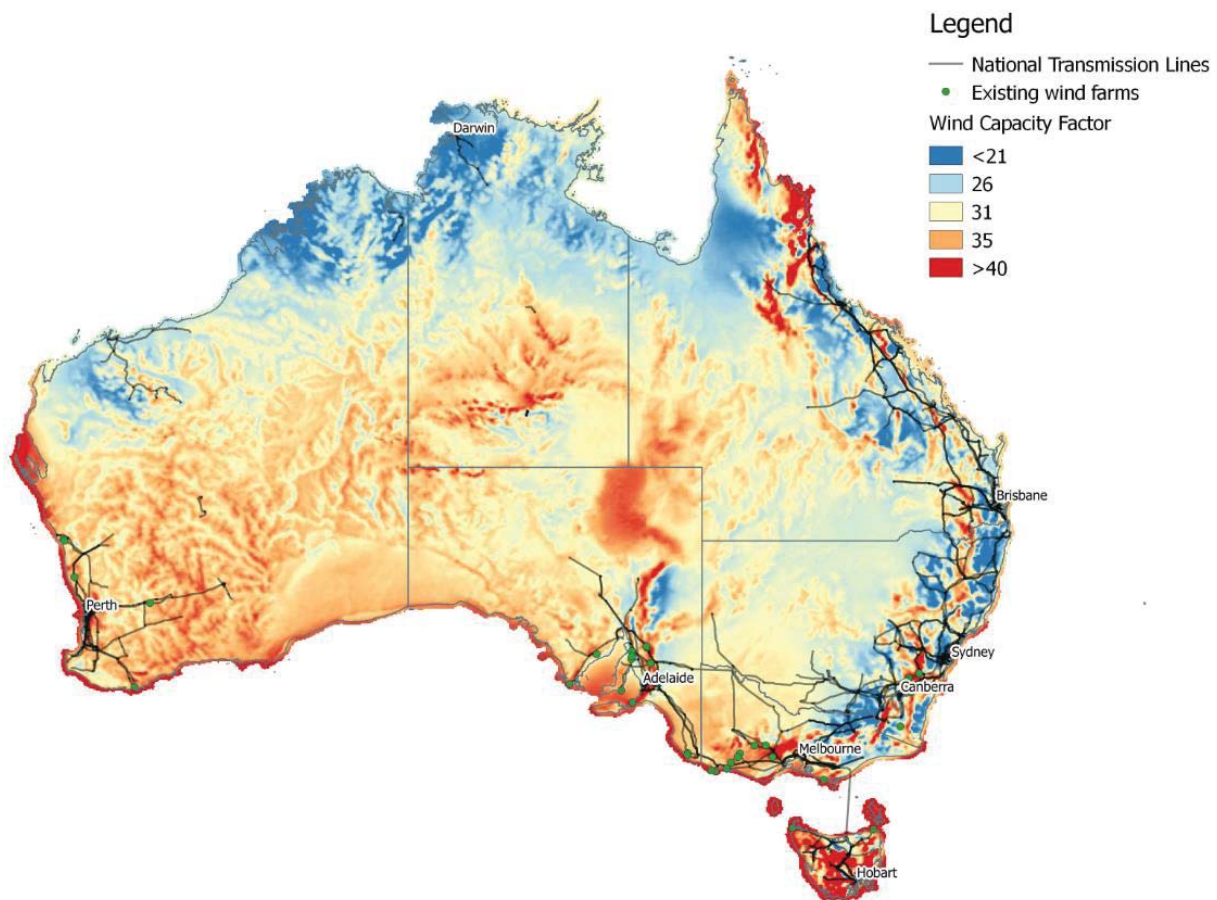 Legend
National Transmission Lines
Existing wind farms
Wind Capacity Factor
<21
26
31
35
>40
Darwin
Brisbane
Perth
Sydney
Adelaide
Canberra
Melbourne
Hobart